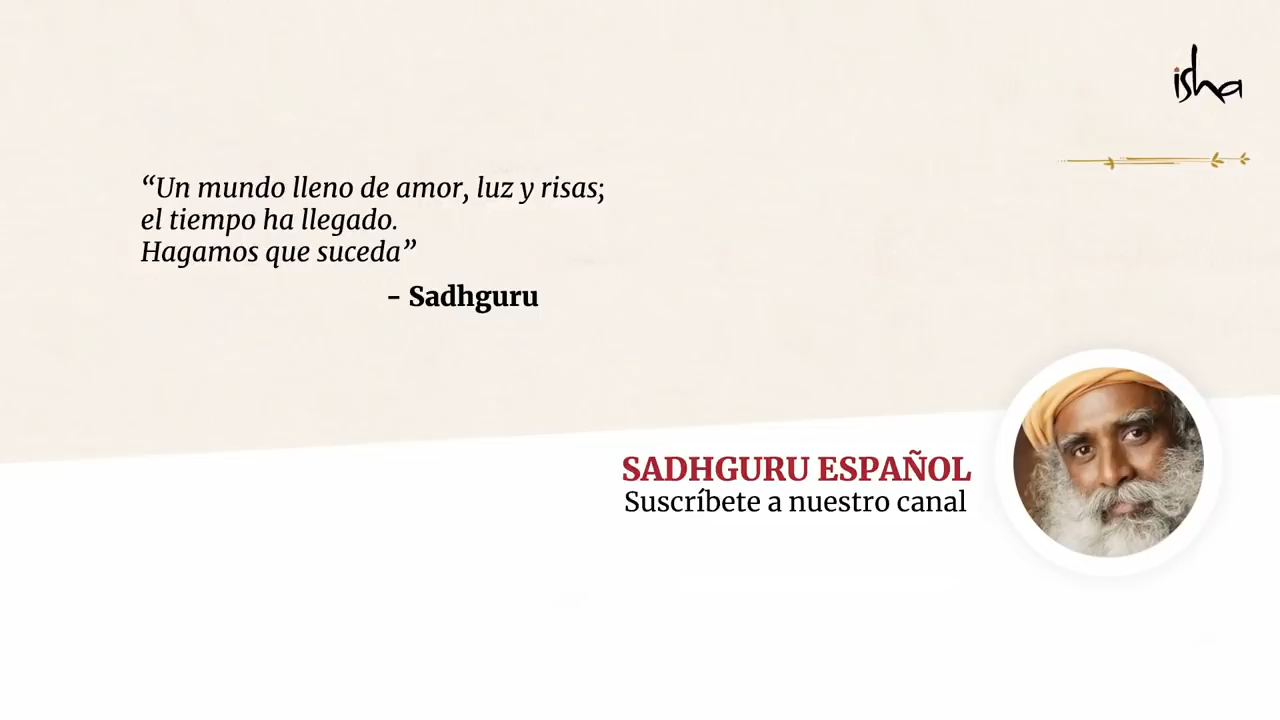 isha
“Un mundo lleno de amor, luz y risas;
el tiempo ha llegado.
Hagamos que suceda”
- Sadhguru
SADHGURU ESPAÑOL
Suscríbete a nuestro canal